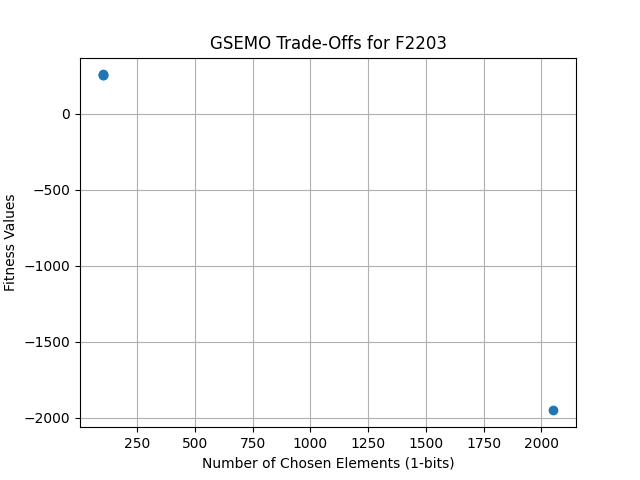 GSEMO Trade-Offs for F2203
Fitness Values
0
−500
−1000
−1500
−2000
250 500 750 1000 1250 1500 1750 2000
Number of Chosen Elements (1-bits)